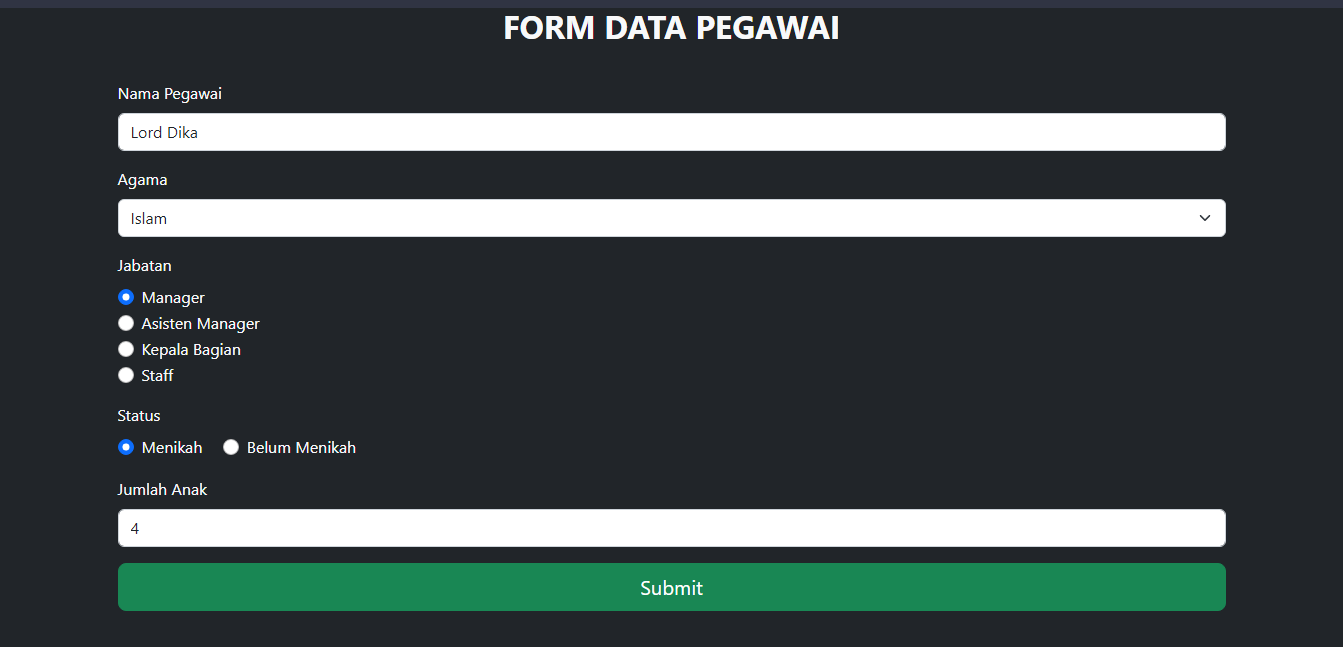 FORM DATA PEGAWAI
Nama Pegawai
Lord Dika
Agama
Islam
Jabatan
Manager
Asisten Manager
Kepala Bagian
Staff
Status
Menikah Belum Menikah
Jumlah Anak
4
Submit